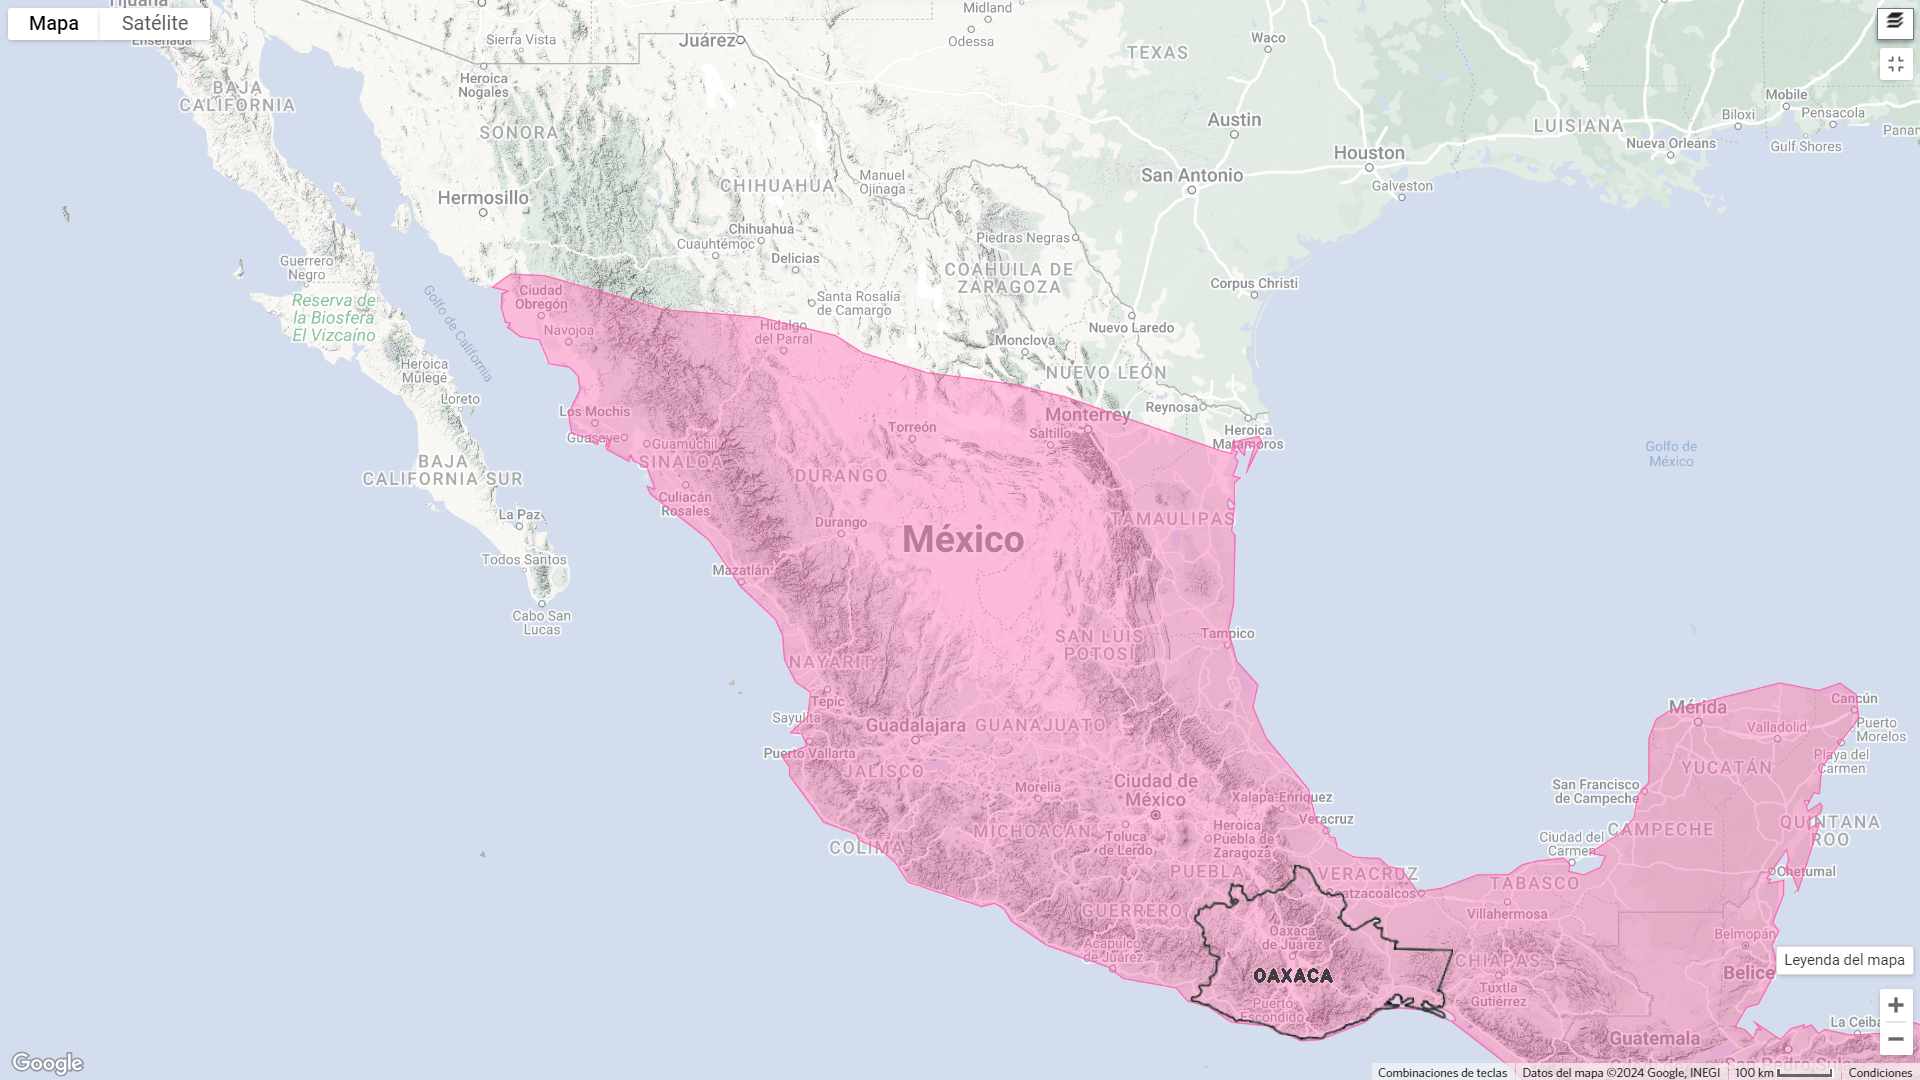 Tijuana
Mapa
Satélite
Ensenada
Sierra Vista
Juárez
Midland
Odessa
TEXAS
Waco
Heroica
Nogales
BAJA
CALIFORNIA
SONORA
Austin
Mobile
Biloxi
Pensacola
LUISIANA
Nueva Orleans
Gulf Shores
Houston
San Antonio
Galveston
Hermosillo
CHIHUAHUA
Manuel
Ojinaga
Chihuahua
Cuauhtémoc
Piedras Negras
Delicias
Guerrero
Negro
COAHUILA DE
ZARAGOZA
Corpus Christi
Golfo de California
Ciudad
Obregón
Santa Rosalía
de Camargo
Reserva de
la Biosfera
El Vizcaíno
Navojoa
Hidalgo
del Parral
Nuevo Laredo
Monclova
Heroica
Mulegé
NUEVO LEÓN
Loreto
Los Mochis
Monterrey
Reynosa
Torreón
Saltillo
Heroica
Matamoros
Guasave
Guamúchil
Golfo de
México
SINALOA
BAJA
CALIFORNIA SUR
DURANGO
Culiacán
Rosales
La Paz
Durango
México
TAMAULIPAS
Todos Santos
Mazatlán
Cabo San
Lucas
SAN LUIS
POTOSÍ
Tampico
NAYARIT
Tepic
Sayulita
Guadalajara
GUANAJUATO
Mérida
Cancún
Valladolid
Puerto
Morelos
Puerto Vallarta
Playa del
Carmen
JALISCO
YUCATÁN
Morelia
Ciudad de
México
San Francisco
de Campeche
Xalapa-Enríquez
Veracruz
MICHOACÁN
Toluca
de Lerdo
Heroica
Puebla de
Zaragoza
COLIMA
Ciudad del
Carmen
CAMPECHE
QUINTANA
ROO
PUEBLA
VERACRUZ
TABASCO
Chetumal
Coatzacoalcos
GUERRERO
Villahermosa
Oaxaca
de Juárez
Acapulco
de Juárez
Belmopán
CHIAPAS
Leyenda del mapa
OAXACA
Belice
Tuxtla
Gutiérrez
Puerto
Escondido
La Ceiba
Guatemala
San Pedro Sula
Google
Combinaciones de teclas
Datos del mapa ©2024 Google, INEGI
100 km
Condiciones